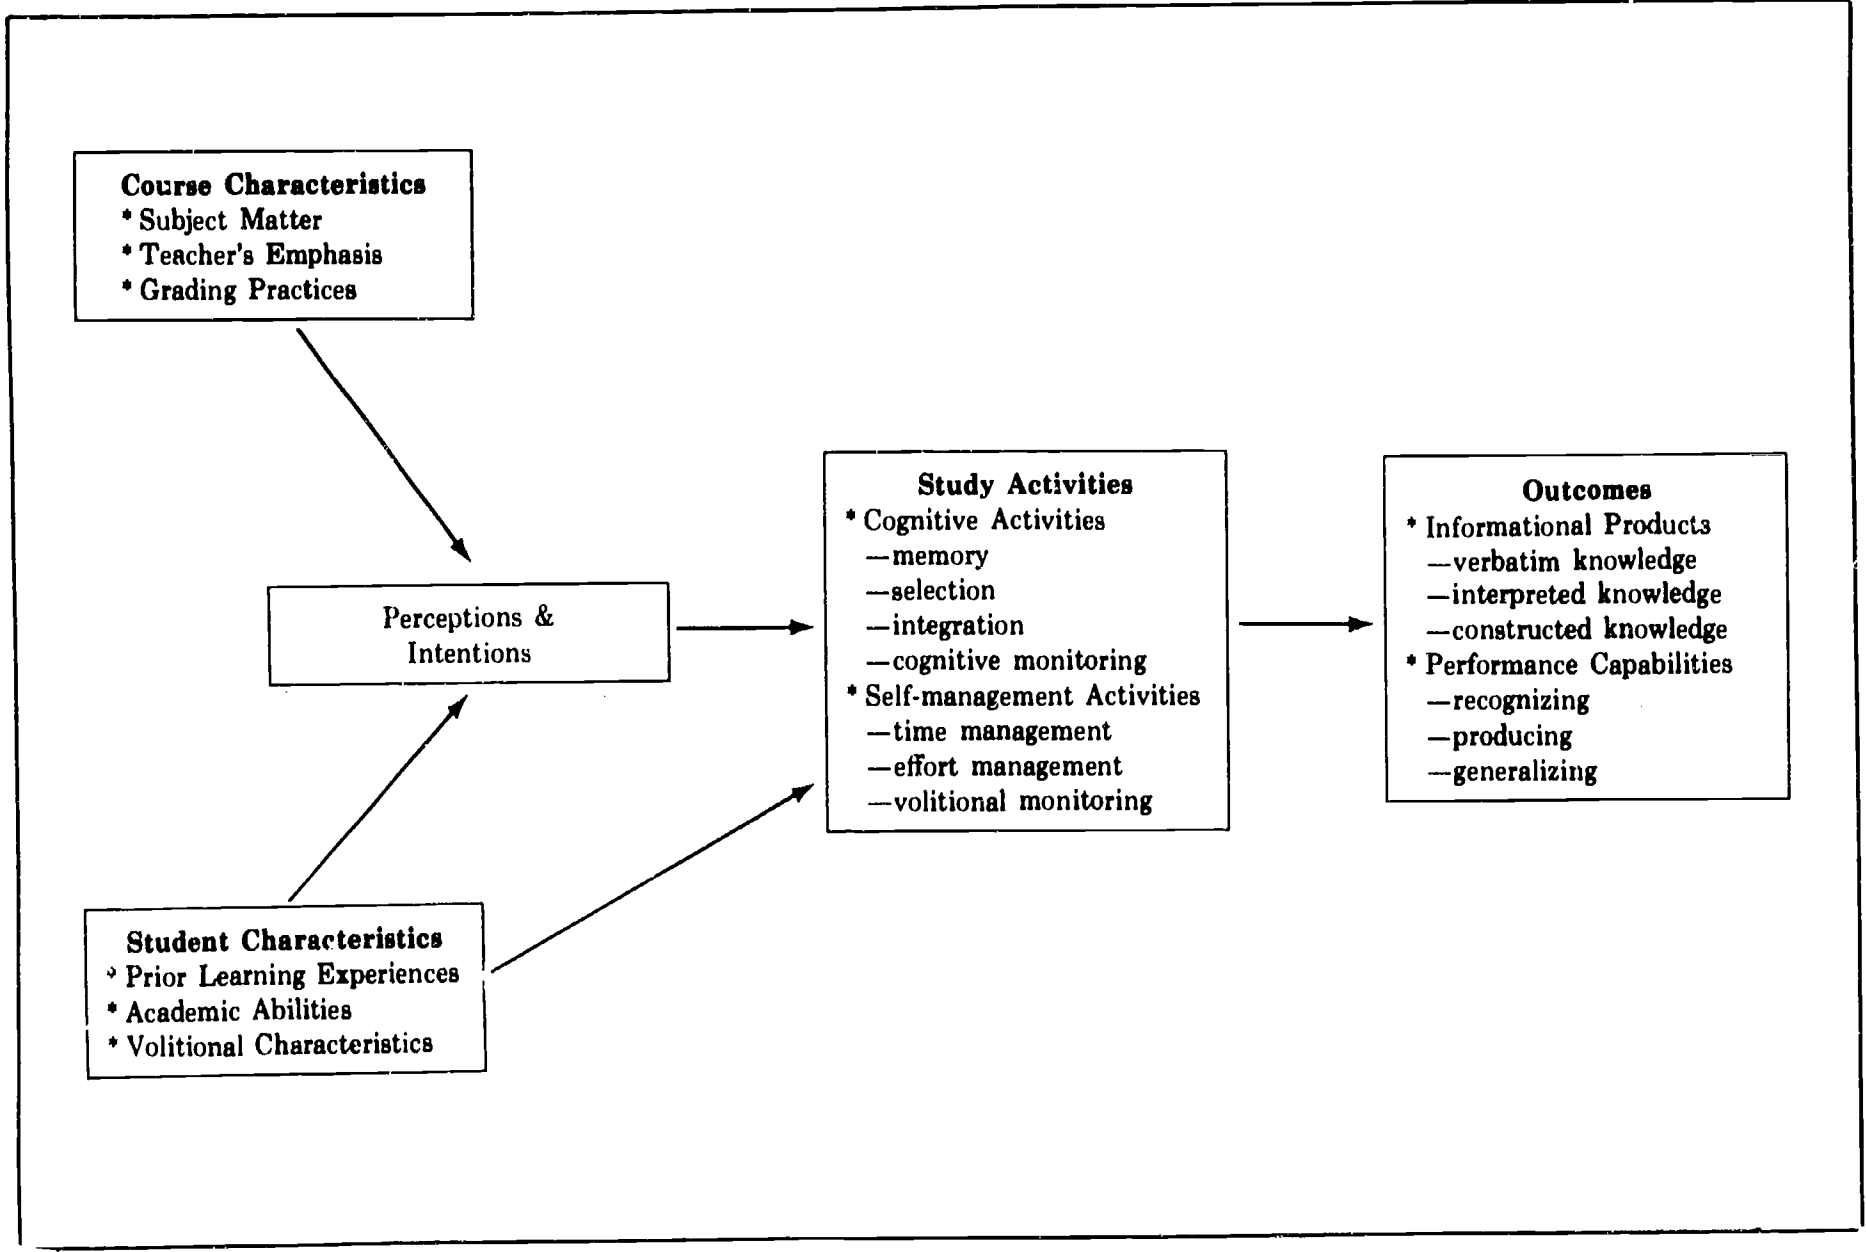 Course Characteristics
* Subject Matter
* Teacher's Emphasis
* Grading Practices
Perceptions &
Intentions
Student Characteristics
* Prior Learning Experiences
* Academic Abilities
* Volitional Characteristics
Study Activities
* Cognitive Activities
—memory
—selection
—integration
—cognitive monitoring
* Self-management Activities
—time management
—effort management
—volitional monitoring
Outcomes
* Informational Products
—verbatim knowledge
—interpreted knowledge
—constructed knowledge
* Performance Capabilities
—recognizing
—producing
—generalizing